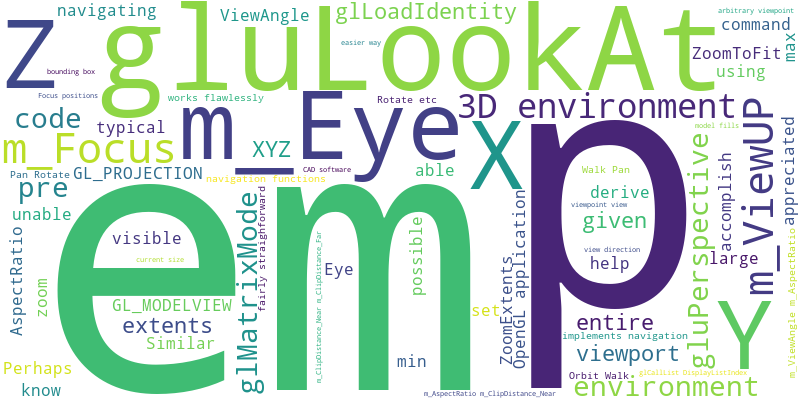 navigating
ViewAngle
glLoadIdentity
arbitrary viewpoint
command
max
Z
gluLookAt
easier way
ZoomToFit
using
bounding box
Focus positions
works flawlessly
Rotate etc
3D environment
model fills
code
typical
m_Eye
X
p
m_Focus
XYZ
CAD software
able
Walk Pan
gluPerspective
accomplish
m_ViewUP
appreciated
Pan Rotate
GL_PROJECTION
navigation functions
pre
derive
viewpoint view
unable
e
m
given
AspectRatio
visible
glMatrixMode
fairly straightforward
m_ClipDistance_Near m_ClipDistance_Far
possible
OpenGL application
view direction
help
large
current size
Eye
zoom
GL_MODELVIEW
extents
Similar
set
ZoomExtents
entire
Y
m_ViewAngle m_AspectRatio
implements navigation
viewport
min
Perhaps
know
Orbit Walk
glCallList DisplayListIndex
environment
m_AspectRatio m_ClipDistance_Near